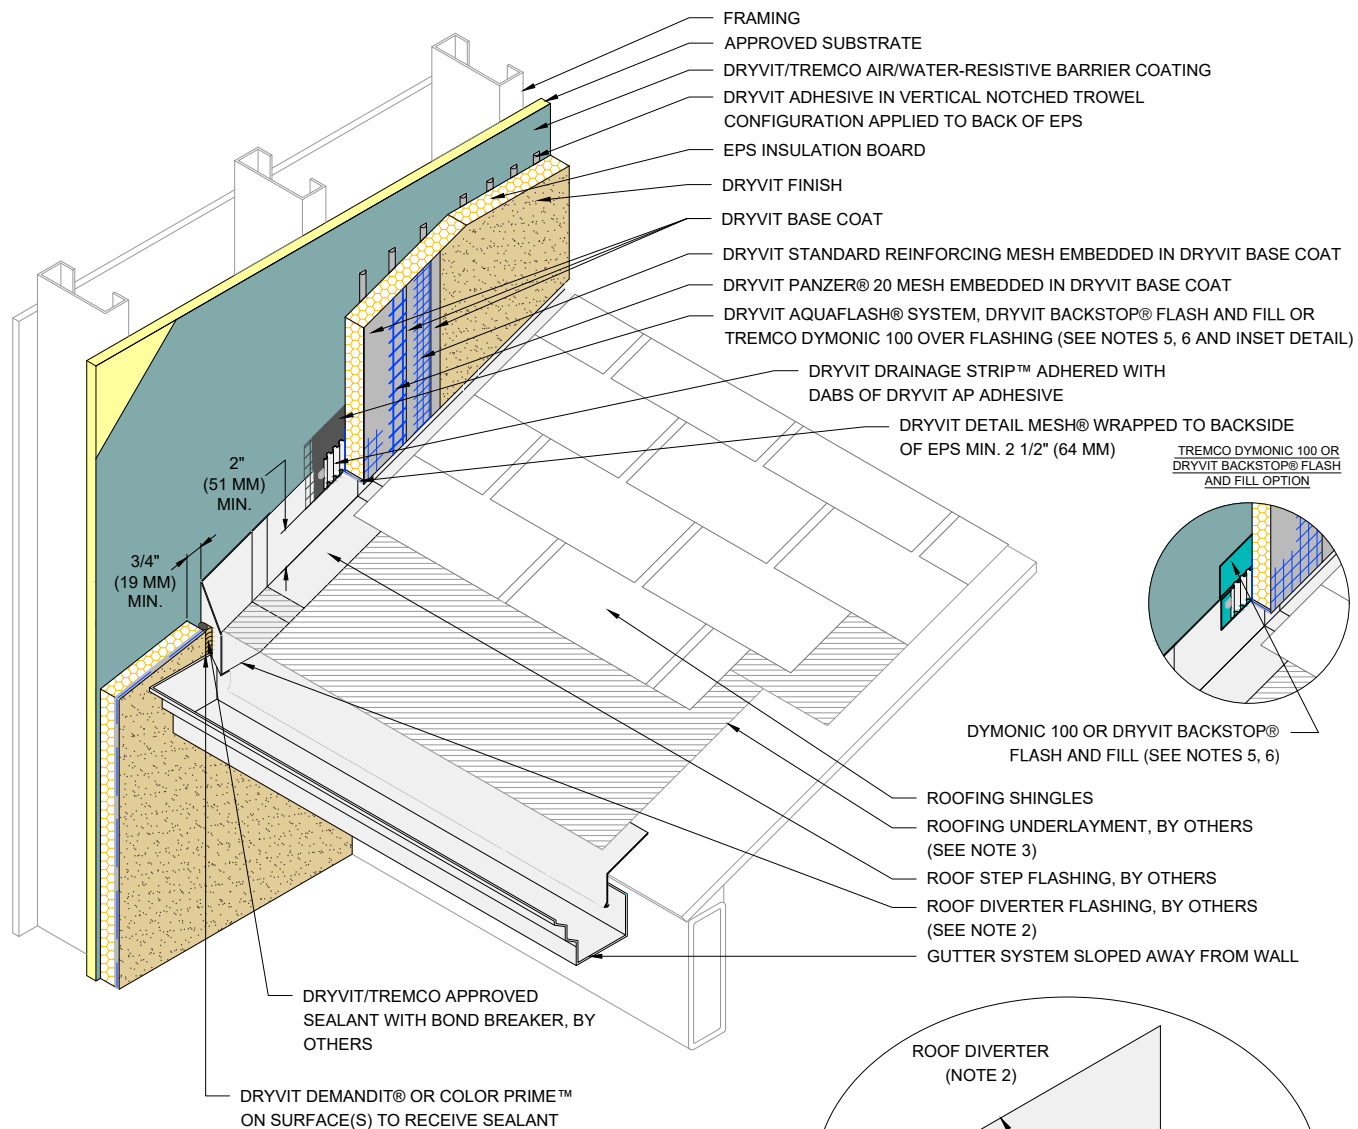 FRAMING
APPROVED SUBSTRATE
DRYVIT/TREMCO AIR/WATER-RESISTIVE BARRIER COATING
DRYVIT ADHESIVE IN VERTICAL NOTCHED TROWEL
CONFIGURATION APPLIED TO BACK OF EPS
EPS INSULATION BOARD
DRYVIT FINISH
DRYVIT BASE COAT
DRYVIT STANDARD REINFORCING MESH EMBEDDED IN DRYVIT BASE COAT
DRYVIT PANZER® 20 MESH EMBEDDED IN DRYVIT BASE COAT
DRYVIT AQUAFLASH® SYSTEM, DRYVIT BACKSTOP® FLASH AND FILL OR
TREMCO DYMONIC 100 OVER FLASHING (SEE NOTES 5, 6 AND INSET DETAIL)
DRYVIT DRAINAGE STRIP™ ADHERED WITH
DABS OF DRYVIT AP ADHESIVE
DRYVIT DETAIL MESH® WRAPPED TO BACKSIDE
OF EPS MIN. 2 1/2" (64 MM)
TREMCO DYMONIC 100 OR
DRYVIT BACKSTOP® FLASH
AND FILL OPTION
2"
(51 MM)
MIN.
3/4"
(19 MM)
MIN.
DYMONIC 100 OR DRYVIT BACKSTOP®
FLASH AND FILL (SEE NOTES 5, 6)
ROOFING SHINGLES
ROOFING UNDERLAYMENT, BY OTHERS
(SEE NOTE 3)
ROOF STEP FLASHING, BY OTHERS
ROOF DIVERTER FLASHING, BY OTHERS
(SEE NOTE 2)
GUTTER SYSTEM SLOPED AWAY FROM WALL
DRYVIT/TREMCO APPROVED
SEALANT WITH BOND BREAKER, BY
OTHERS
DRYVIT DEMANDIT® OR COLOR PRIME™
ON SURFACE(S) TO RECEIVE SEALANT
ROOF DIVERTER
(NOTE 2)